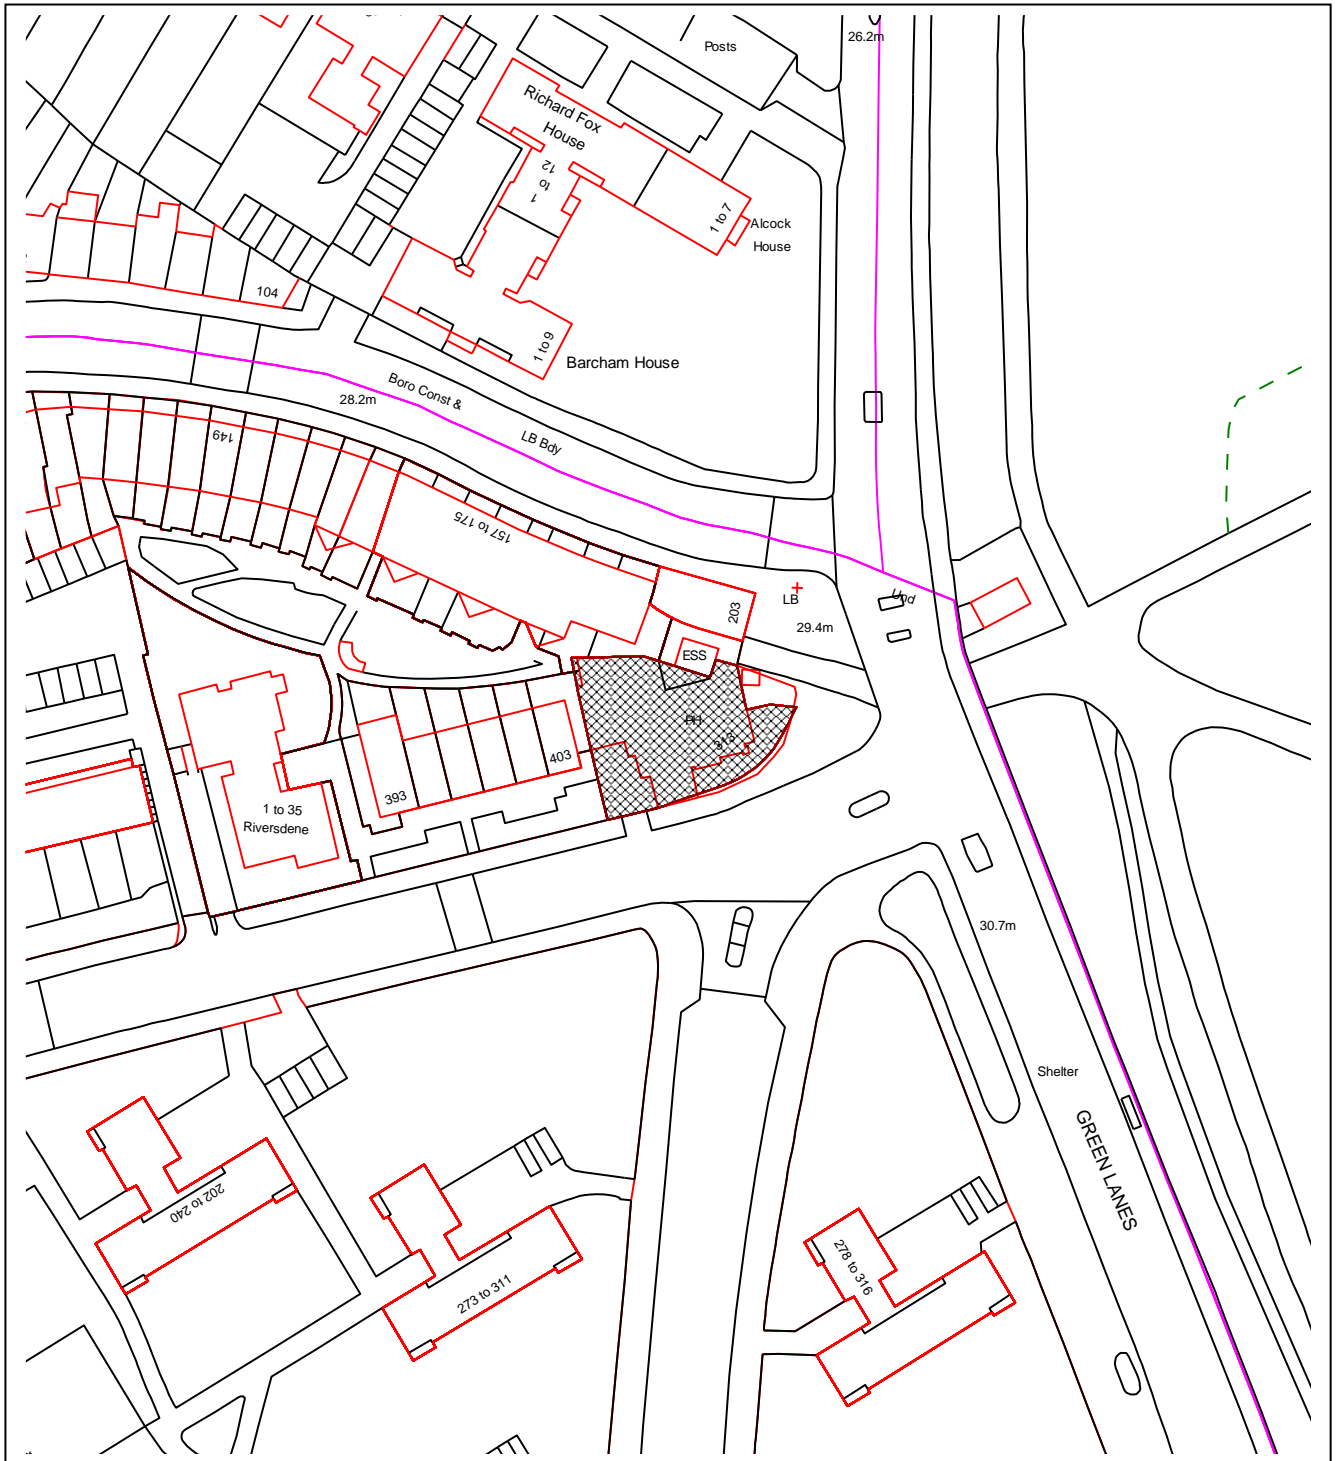 26.2m
Posts
Richard Fox
House
1 to 12
1 to 7
Alcock
House
104
1 to 9
Barcham House
Boro Const &
28.2m
LB Bdy
149
157 to 175
LB
Und
203
29.4m
ESS
PH
313
403
393
1 to 35
Riversdene
30.7m
Shelter
GREEN LANES
202 to 240
273 to 311
278 to 316